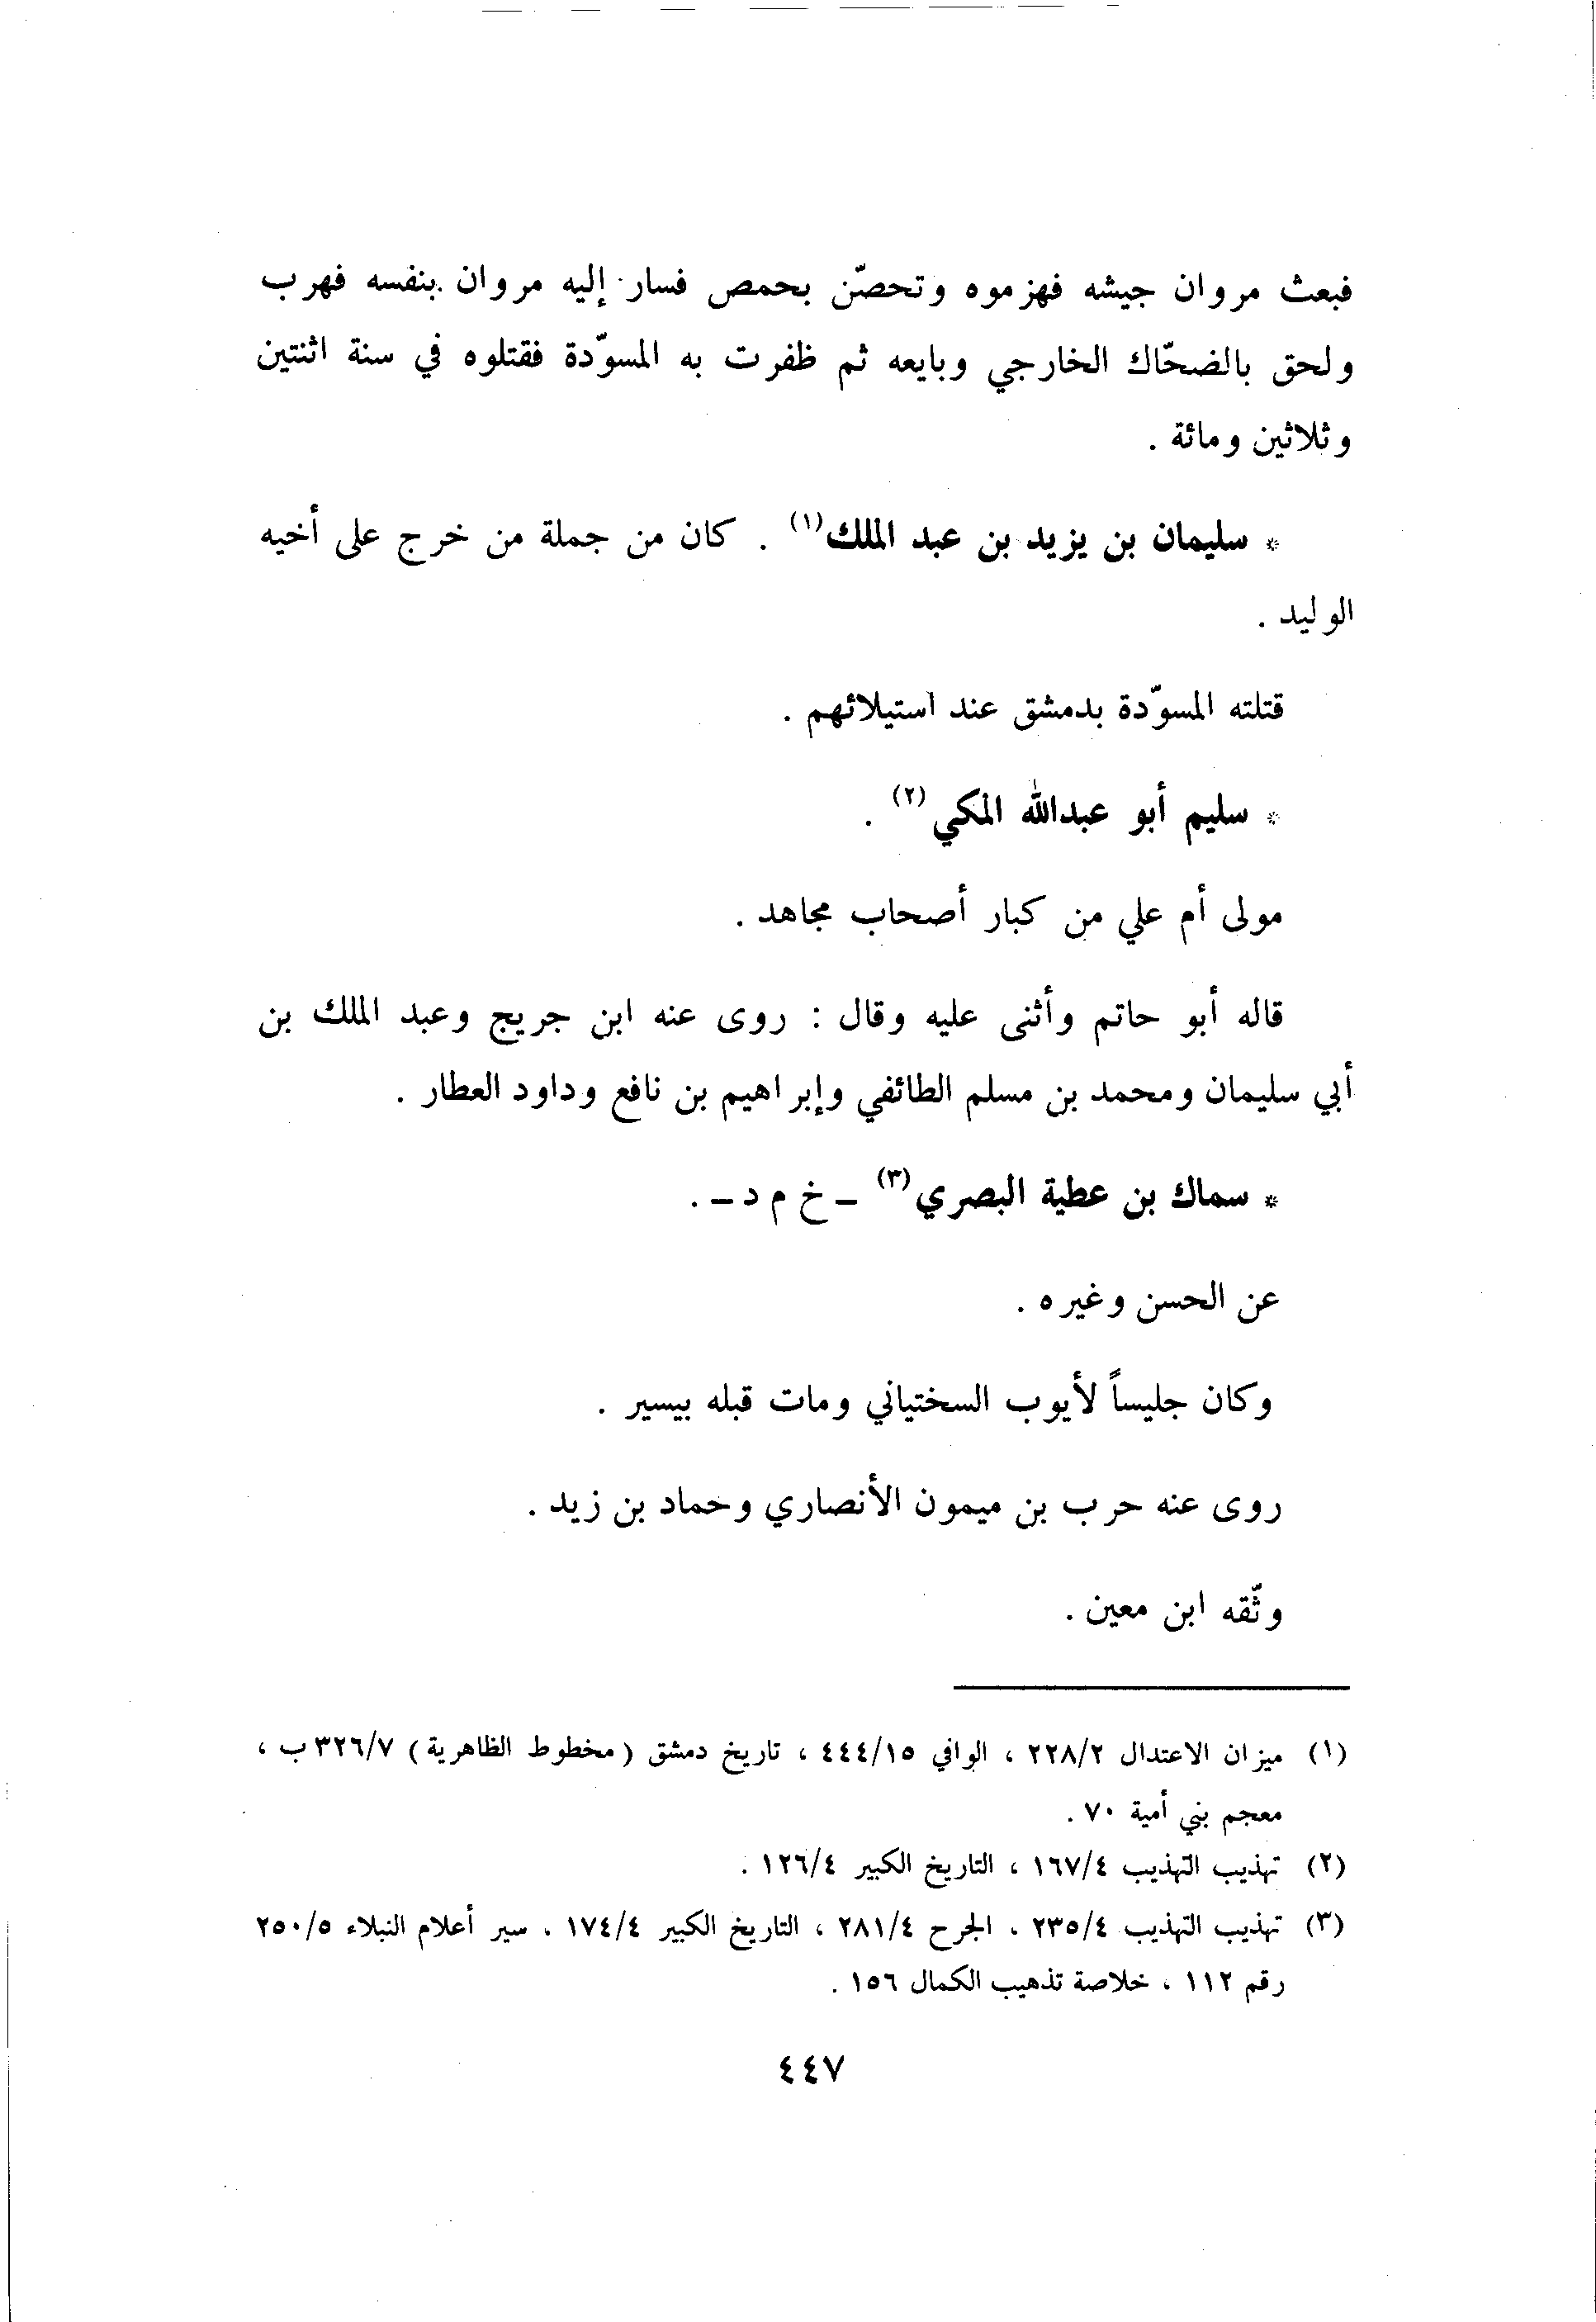 فبعث مروان جيشه فهزموه وتحصّن بحمص فسار إليه مروان بنفسه فهرب
ولحق بالضحّاك الخارجي وبايعه ثم ظفرت به المسوّدة فقتلوه في سنة اثنتين
وثلاثين ومائة .
* سليمان بن يزيد بن عبد الملك(١) . كان من جملة من خرج على أخيه
الوليد .
قتلته المسوّدة بدمشق عند استيلائهم .
* سليم أبو عبدالله المكي(٢) .
مولى أم علي من كبار أصحاب مجاهد .
قاله أبو حاتم وأثنى عليه وقال : روى عنه ابن جريج وعبد الملك بن
أبي سليمان ومحمد بن مسلم الطائفي وإبراهيم بن نافع وداود العطار .
* سماك بن عطية البصري(٣) – خ م د – .
عن الحسن وغيره .
وكان جليساً لأيوب السختياني ومات قبله بيسير .
روى عنه حرب بن ميمون الأنصاري وحماد بن زيد .
وثّقه ابن معين .
(١) ميزان الاعتدال ٢٢٨/٢ ، الوافي ٤٤٤/١٥ ، تاريخ دمشق (مخطوط الظاهرية) ٣٢٦/٧ب ،
معجم بني أمية ٧٠ .
(٢) تهذيب التهذيب ١٦٧/٤ ، التاريخ الكبير ١٢٦/٤ .
(٣) تهذيب التهذيب ٢٣٥/٤ ، الجرح ٢٨١/٤ ، التاريخ الكبير ١٧٤/٤ ، سير أعلام النبلاء ٢٥٠/٥
رقم ١١٢ ، خلاصة تذهيب الكمال ١٥٦ .
٤٤٧